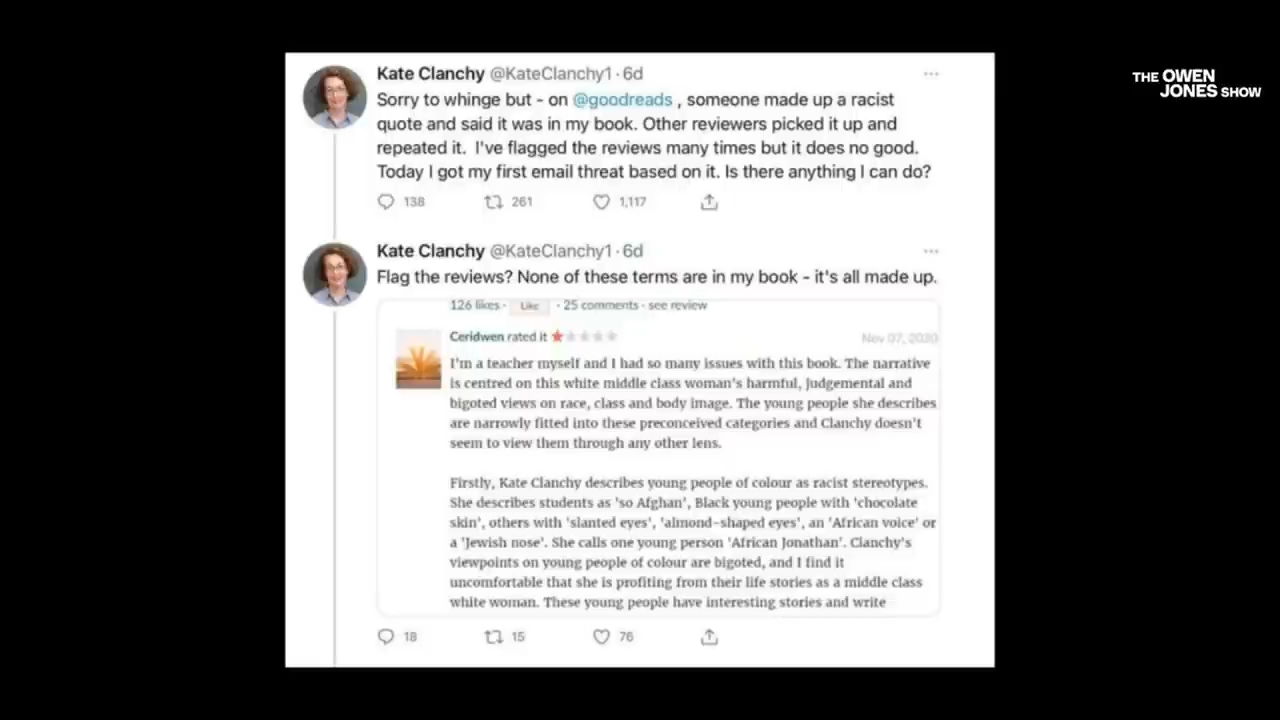 THE OWEN
JONES SHOW
Kate Clanchy @KateClanchy1 · 6d
Sorry to whinge but - on @goodreads , someone made up a racist
quote and said it was in my book. Other reviewers picked it up and
repeated it.  I've flagged the reviews many times but it does no good.
Today I got my first email threat based on it. Is there anything I can do?
138 261 1,117
Kate Clanchy @KateClanchy1 · 6d
Flag the reviews? None of these terms are in my book - it's all made up.
126 likes · Like · 25 comments · see review
Ceridwen rated it Nov 07, 2020
I'm a teacher myself and I had so many issues with this book. The narrative
is centred on this white middle class woman's harmful, judgemental and
bigoted views on race, class and body image. The young people she describes
are narrowly fitted into these preconceived categories and Clanchy doesn't
seem to view them through any other lens.
Firstly, Kate Clanchy describes young people of colour as racist stereotypes.
She describes students as 'so Afghan', Black young people with 'chocolate
skin', others with 'slanted eyes', 'almond-shaped eyes', an 'African voice' or
a 'Jewish nose'. She calls one young person 'African Jonathan'. Clanchy's
viewpoints on young people of colour are bigoted, and I find it
uncomfortable that she is profiting from their life stories as a middle class
white woman. These young people have interesting stories and write
18 15 76